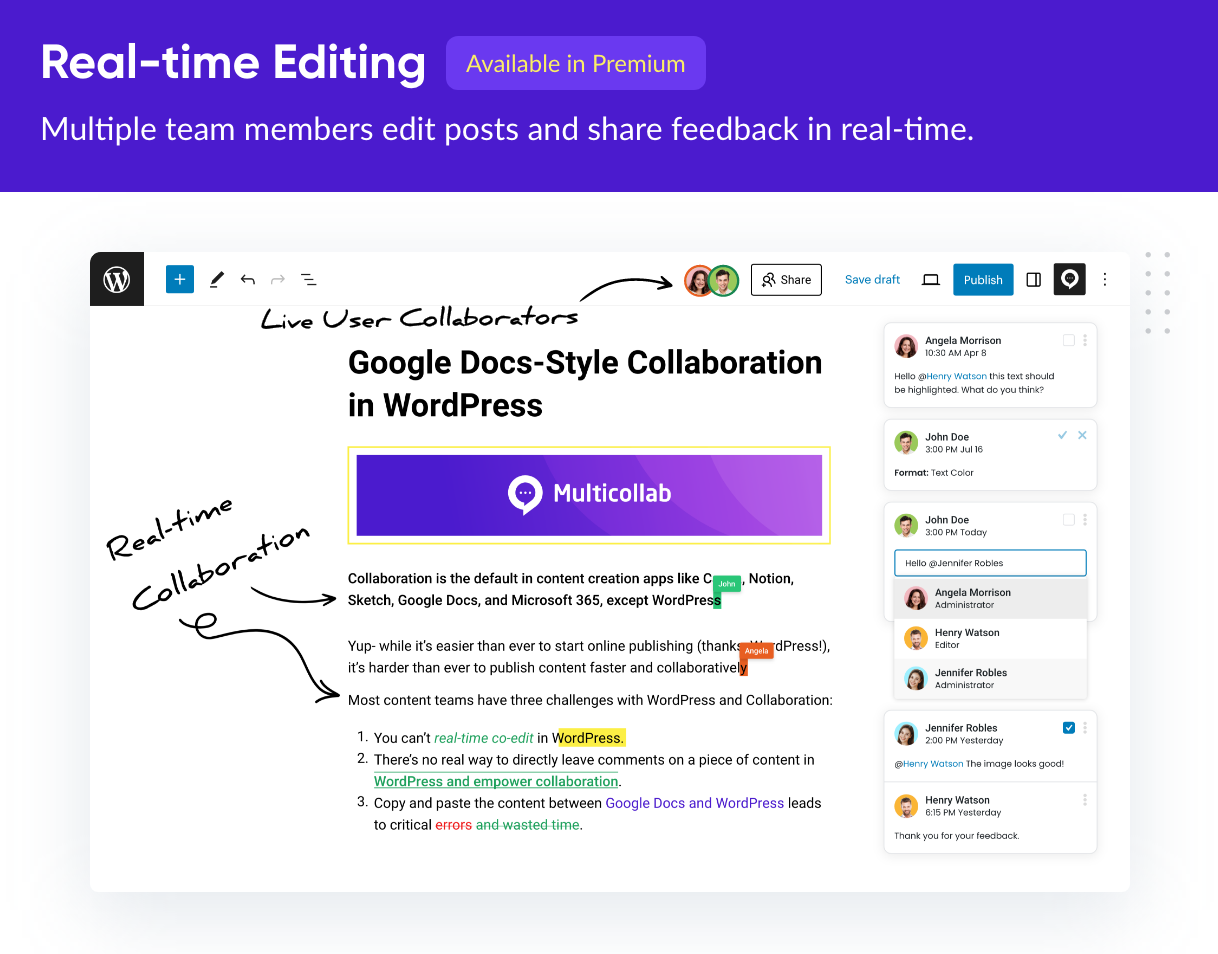 Real-time Editing Available in Premium
Multiple team members edit posts and share feedback in real-time.
Share Save draft Publish
Live User Collaborators
Google Docs-Style Collaboration
in WordPress
Multicollab
Real-time
Collaboration
Collaboration is the default in content creation apps like C , Notion,
John
Sketch, Google Docs, and Microsoft 365, except WordPress
Yup- while it's easier than ever to start online publishing (thanks WordPress!),
Angela
it's harder than ever to publish content faster and collaboratively
Most content teams have three challenges with WordPress and Collaboration:
1. You can't real-time co-edit in WordPress.
2. There's no real way to directly leave comments on a piece of content in
WordPress and empower collaboration.
3. Copy and paste the content between Google Docs and WordPress leads
to critical errors and wasted time.
Angela Morrison
10:30 AM Apr 8
Hello @Henry Watson this text should
be highlighted. What do you think?
John Doe
3:00 PM Jul 16
Format: Text Color
John Doe
3:00 PM Today
Hello @Jennifer Robles
Angela Morrison
Administrator
Henry Watson
Editor
Jennifer Robles
Administrator
Jennifer Robles
2:00 PM Yesterday
@Henry Watson The image looks good!
Henry Watson
6:15 PM Yesterday
Thank you for your feedback.